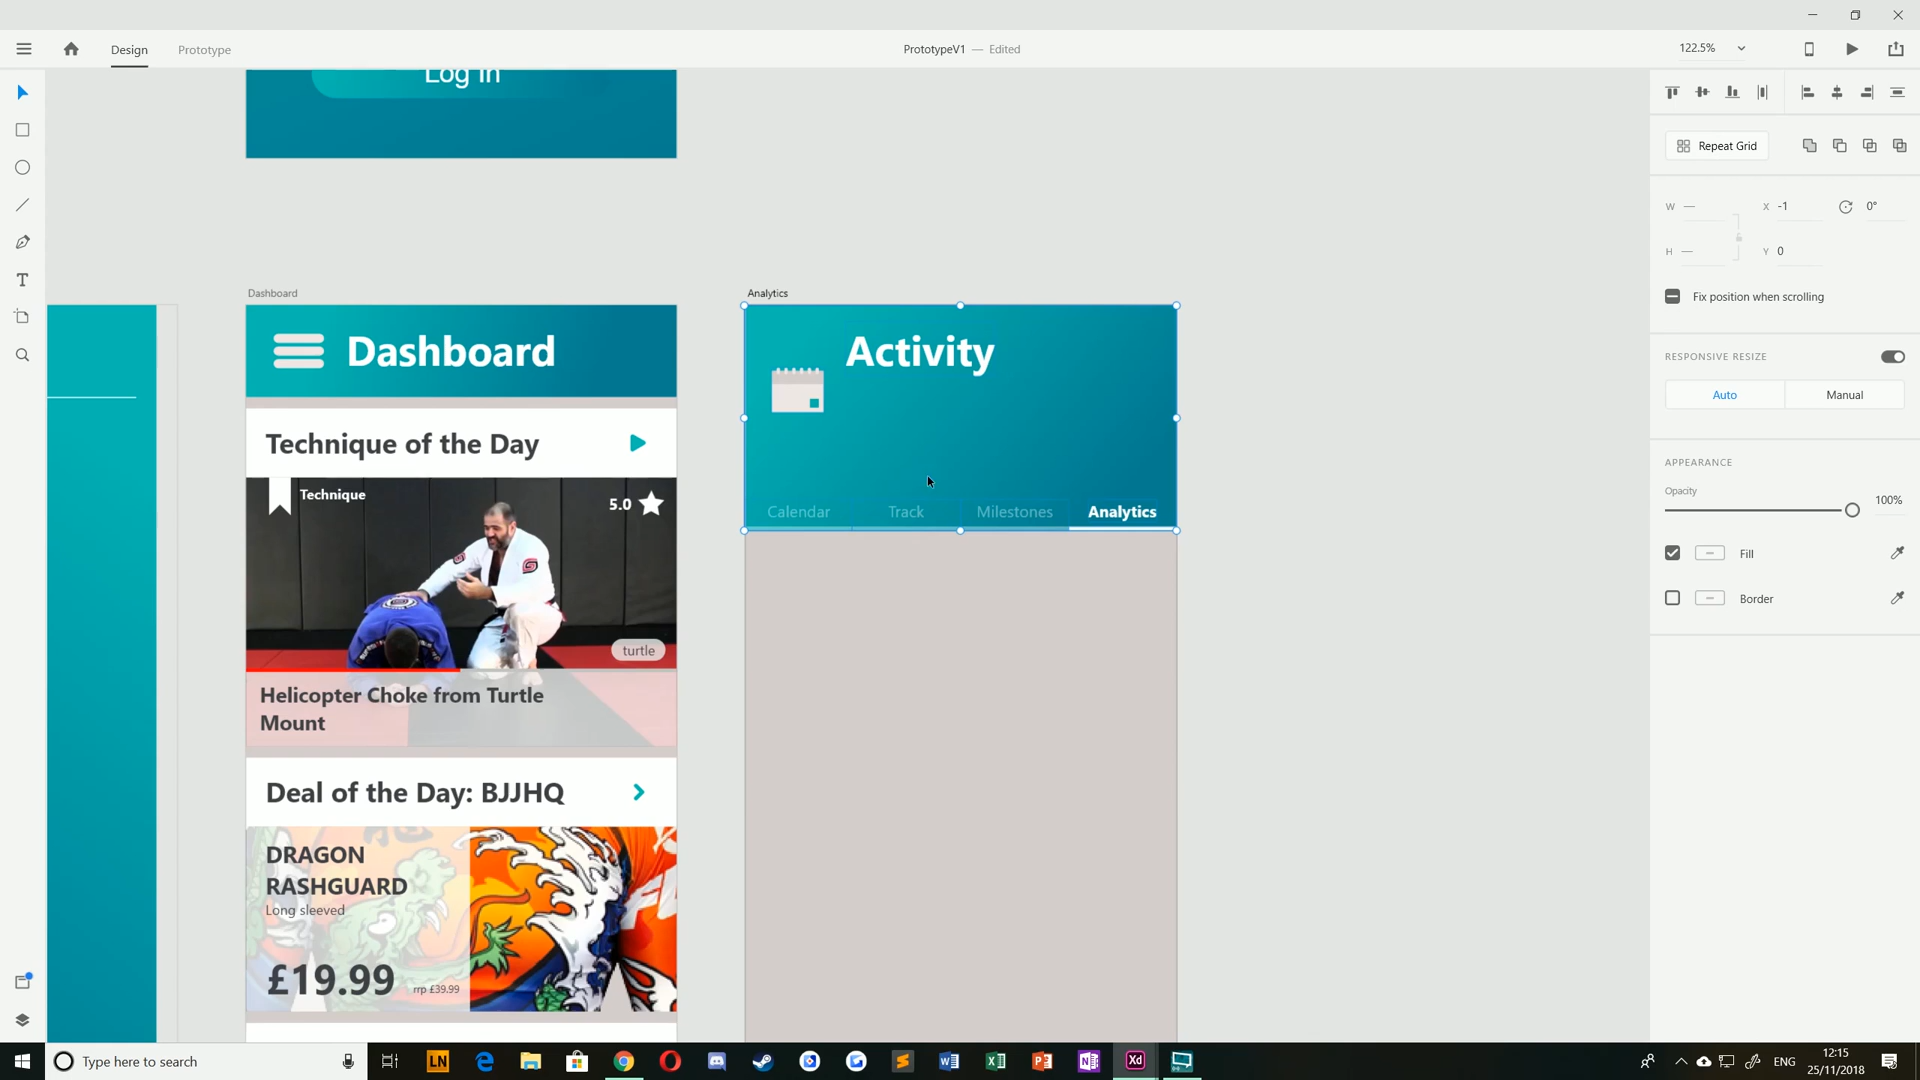 Design
Prototype
PrototypeV1 — Edited
122.5%
Log In
Repeat Grid
W —
X -1
0°
H —
Y 0
Fix position when scrolling
RESPONSIVE RESIZE
Auto
Manual
APPEARANCE
Opacity
100%
Fill
Border
Dashboard
Dashboard
Technique of the Day
Technique
5.0
turtle
Helicopter Choke from Turtle
Mount
Deal of the Day: BJJHQ
DRAGON
RASHGUARD
Long sleeved
£19.99
rrp £39.99
Analytics
Activity
Calendar
Track
Milestones
Analytics
Type here to search
LN
Xd
ENG
12:15
25/11/2018